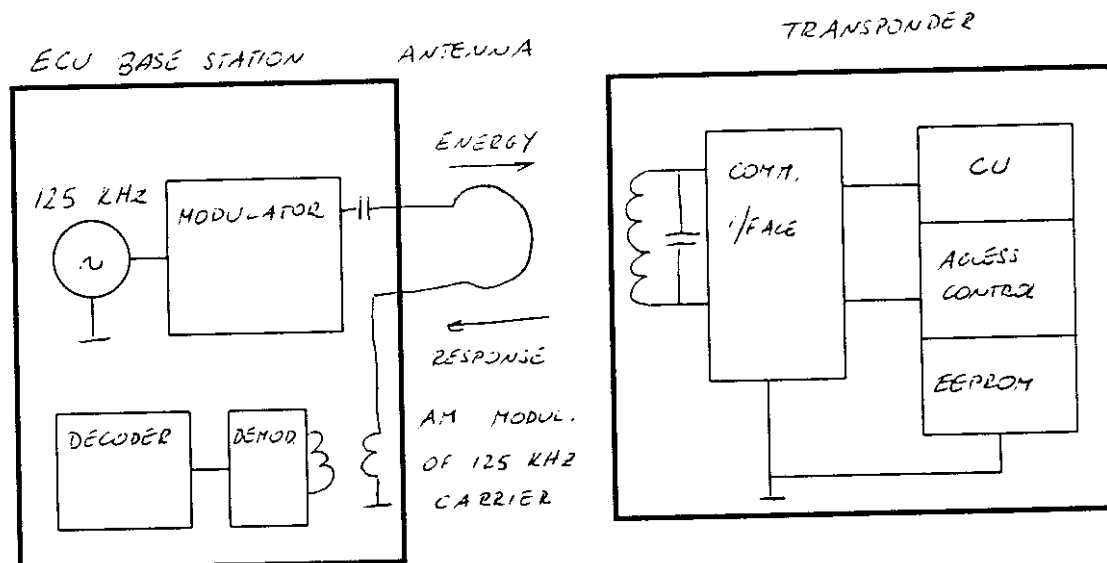 ECU BASE STATION
ANTENNA
TRANSPONDER
125 KHZ
MODULATOR
ENERGY
RESPONSE
AM MODUL.
OF 125 KHZ
CARRIER
DECODER
DEMOD
COMM.
I/FACE
CU
ACCESS
CONTROL
EEPROM